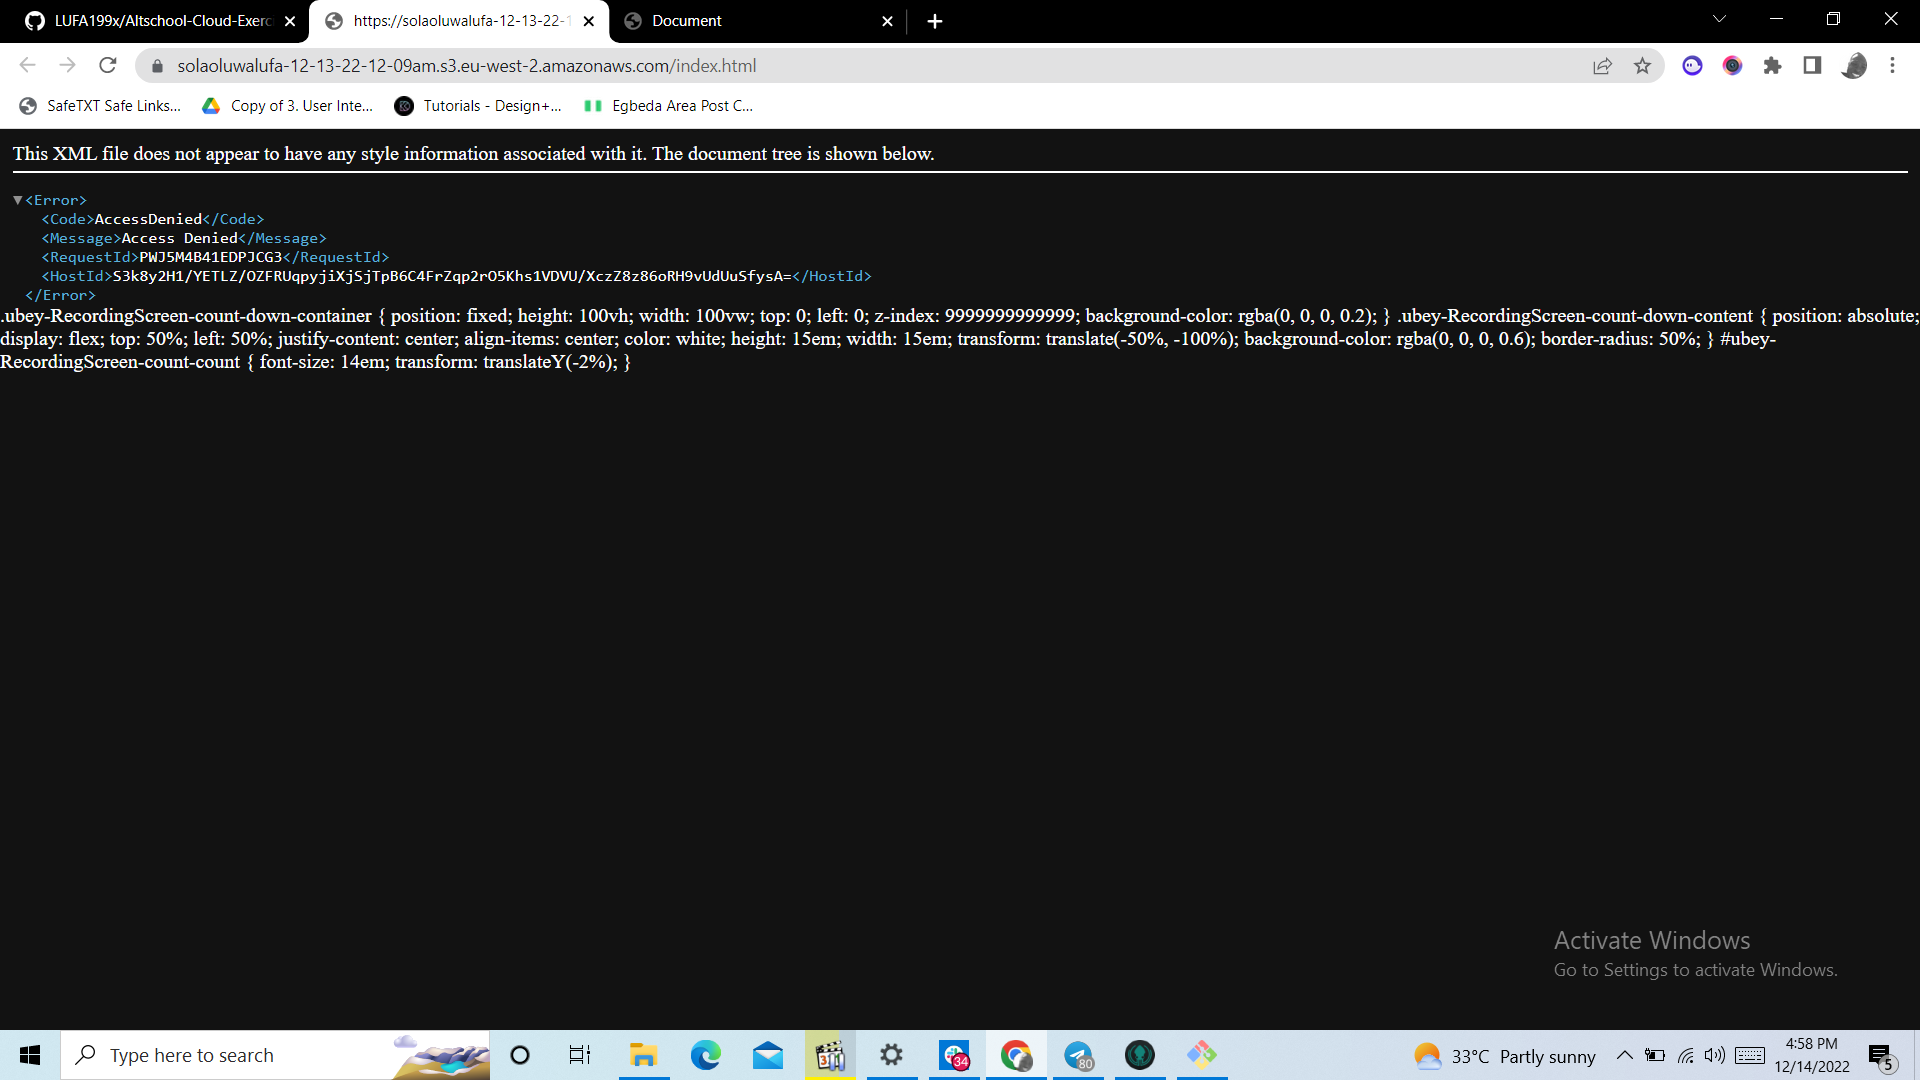 LUFA199x/Altschool-Cloud-Exerc
https://solaoluwalufa-12-13-22-1
Document
solaoluwalufa-12-13-22-12-09am.s3.eu-west-2.amazonaws.com/index.html
SafeTXT Safe Links...
Copy of 3. User Inte...
Tutorials - Design+...
Egbeda Area Post C...
This XML file does not appear to have any style information associated with it. The document tree is shown below.
▼<Error>
<Code>AccessDenied</Code>
<Message>Access Denied</Message>
<RequestId>PWJ5M4B41EDPJCG3</RequestId>
<HostId>S3k8y2H1/YETLZ/OZFRUqpyjiXjSjTpB6C4FrZqp2rO5Khs1VDVU/XczZ8z86oRH9vUdUuSfysA=</HostId>
</Error>
.ubey-RecordingScreen-count-down-container { position: fixed; height: 100vh; width: 100vw; top: 0; left: 0; z-index: 9999999999999; background-color: rgba(0, 0, 0, 0.2); } .ubey-RecordingScreen-count-down-content { position: absolute;
display: flex; top: 50%; left: 50%; justify-content: center; align-items: center; color: white; height: 15em; width: 15em; transform: translate(-50%, -100%); background-color: rgba(0, 0, 0, 0.6); border-radius: 50%; } #ubey-
RecordingScreen-count-count { font-size: 14em; transform: translateY(-2%); }
Activate Windows
Go to Settings to activate Windows.
Type here to search
34
80
33°C Partly sunny
4:58 PM
12/14/2022
5